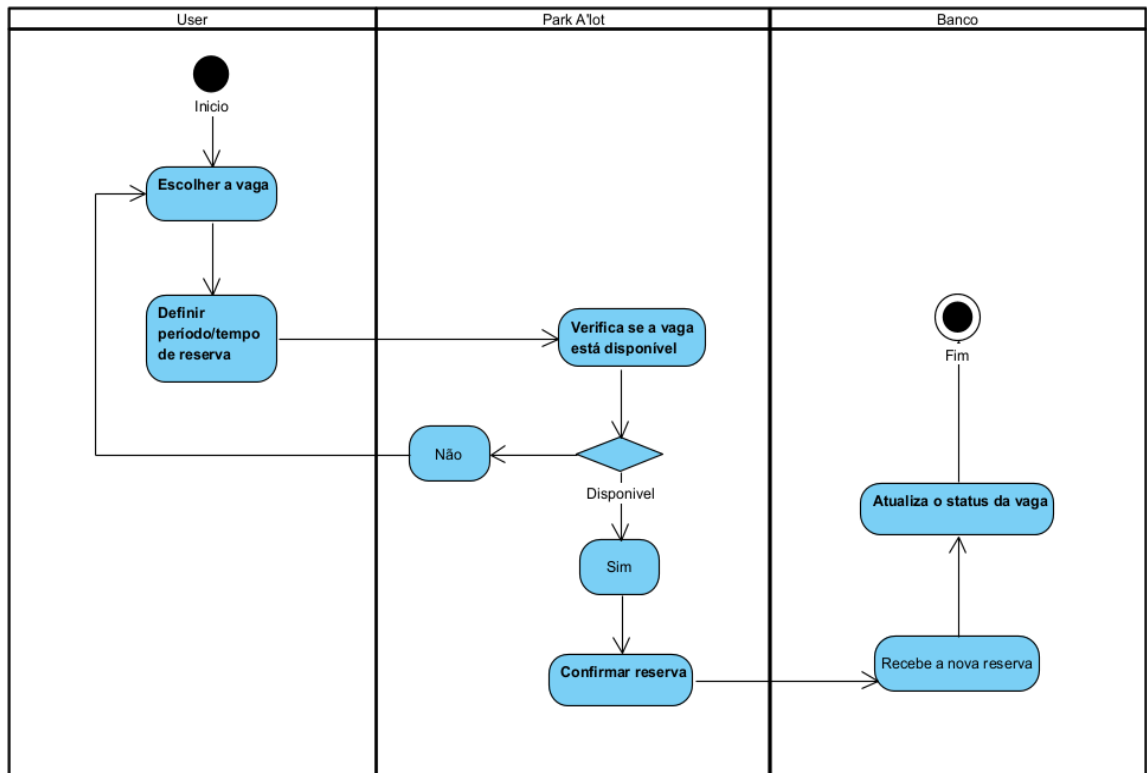 User
Park A'lot
Banco
Inicio
Escolher a vaga
Definir
período/tempo
de reserva
Verifica se a vaga
está disponível
Não
Disponivel
Sim
Confirmar reserva
Recebe a nova reserva
Atualiza o status da vaga
Fim